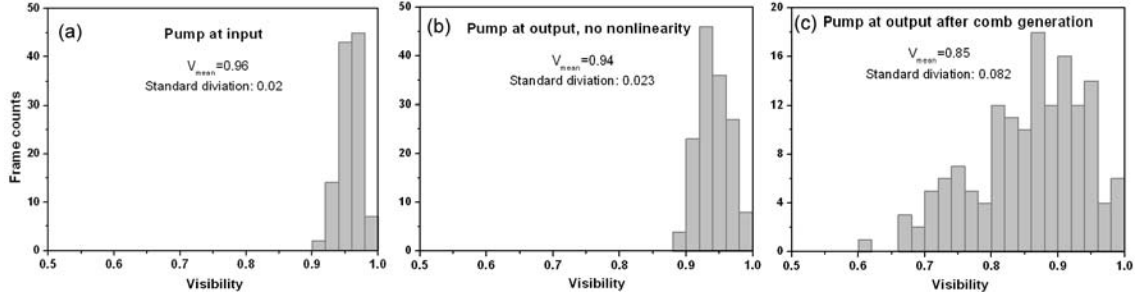 (a)
Pump at input
V_mean=0.96
Standard diviation: 0.02
Frame counts
50
40
30
20
10
0
0.5 0.6 0.7 0.8 0.9 1.0
Visibility
(b)
Pump at output, no nonlinearity
V_mean=0.94
Standard diviation: 0.023
50
40
30
20
10
0
0.5 0.6 0.7 0.8 0.9 1.0
Visibility
(c)
Pump at output after comb generation
V_mean=0.85
Standard diviation: 0.082
20
16
12
8
4
0
0.5 0.6 0.7 0.8 0.9 1.0
Visibility